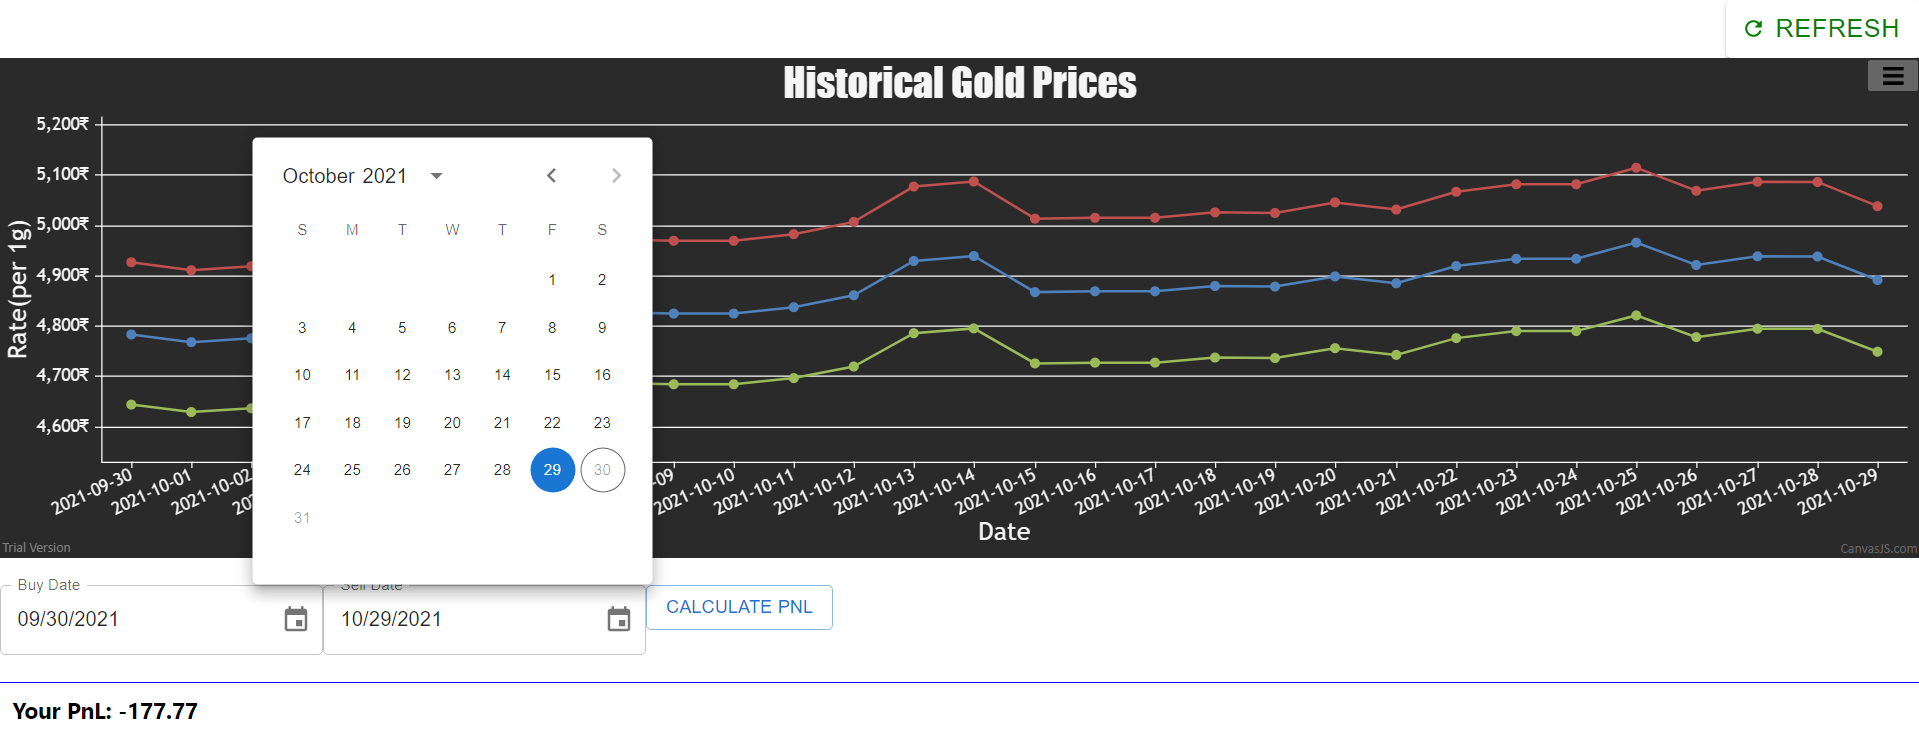 REFRESH
Historical Gold Prices
5,200₹
5,100₹
5,000₹
4,900₹
4,800₹
4,700₹
4,600₹
Rate(per 1g)
October 2021
S M T W T F S
1 2
3 4 5 6 7 8 9
10 11 12 13 14 15 16
17 18 19 20 21 22 23
24 25 26 27 28 29 30
31
2021-09-30 2021-10-01 2021-10-02 2021-10-10 2021-10-11 2021-10-12 2021-10-13 2021-10-14 2021-10-15 2021-10-16 2021-10-17 2021-10-18 2021-10-19 2021-10-20 2021-10-21 2021-10-22 2021-10-23 2021-10-24 2021-10-25 2021-10-26 2021-10-27 2021-10-28 2021-10-29
Date
Trial Version
CanvasJS.com
Buy Date
09/30/2021
Sell Date
10/29/2021
CALCULATE PNL
Your PnL: -177.77